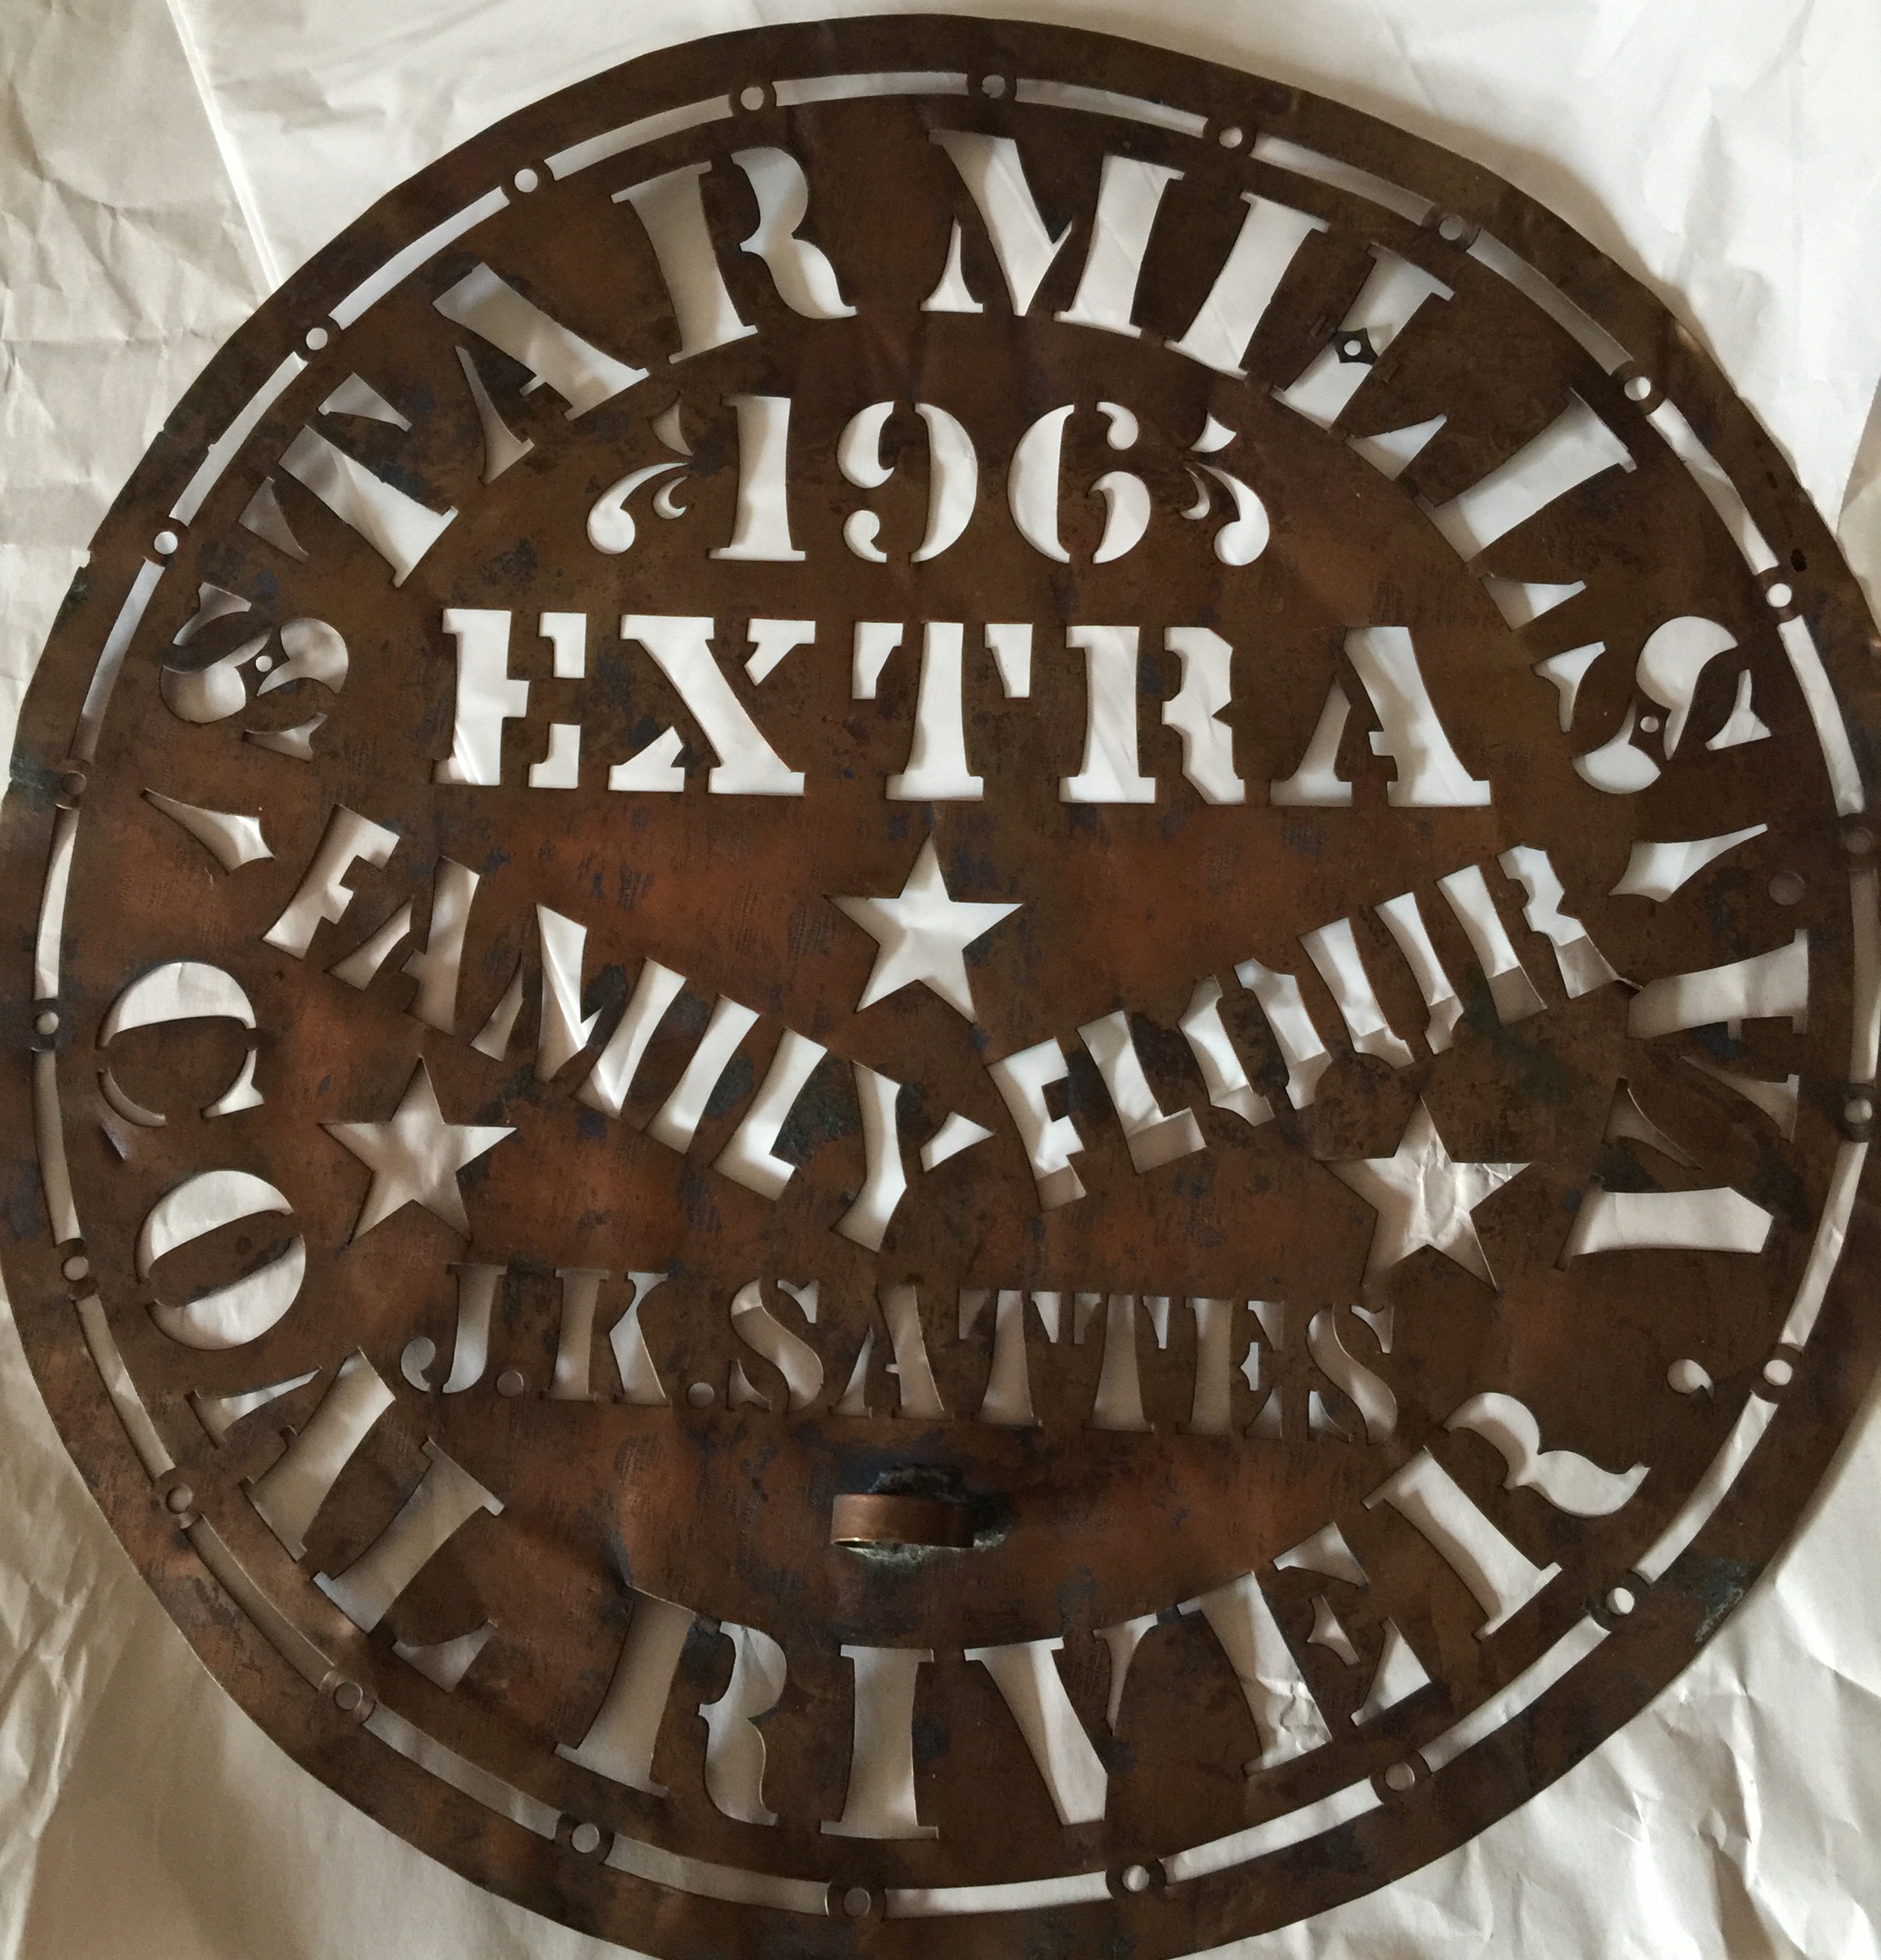 STAR MILLS
196
EXTRA
FAMILY FLOUR
J.K.SATTES
COAL RIVER, VA